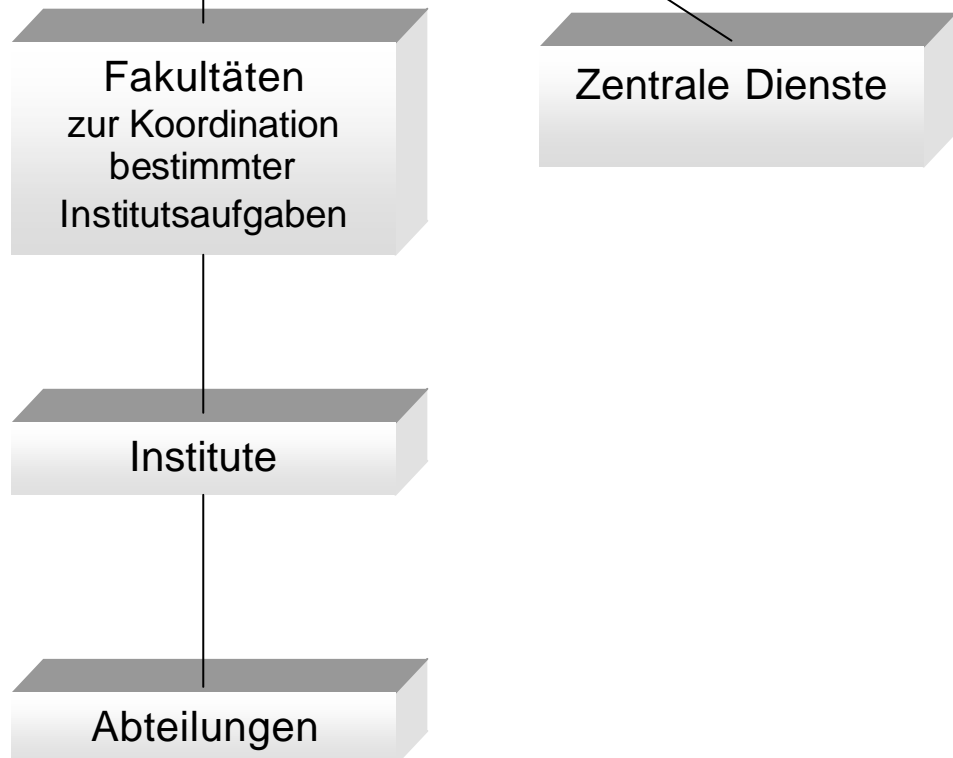 Fakultäten
zur Koordination
bestimmter
Institutsaufgaben
Zentrale Dienste
Institute
Abteilungen